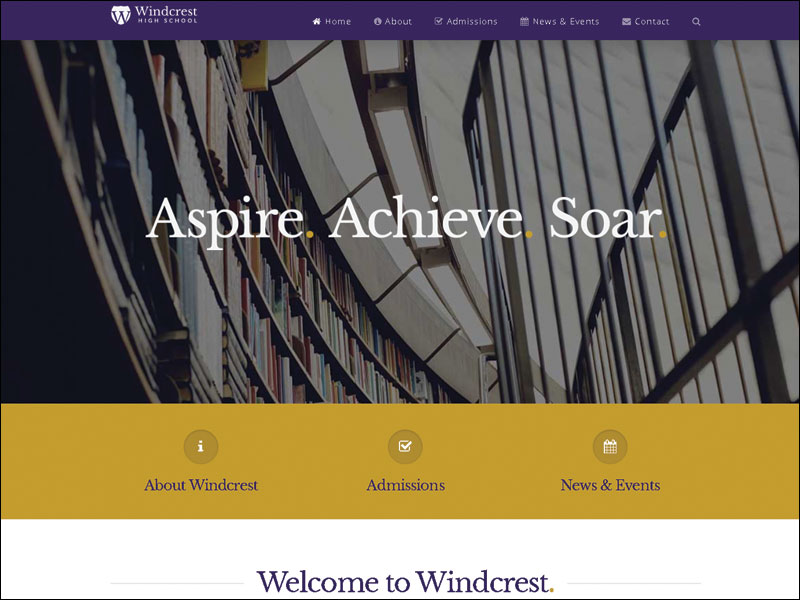 Windcrest
HIGH SCHOOL
Home About Admissions News & Events Contact
Aspire. Achieve. Soar.
About Windcrest Admissions News & Events
Welcome to Windcrest.